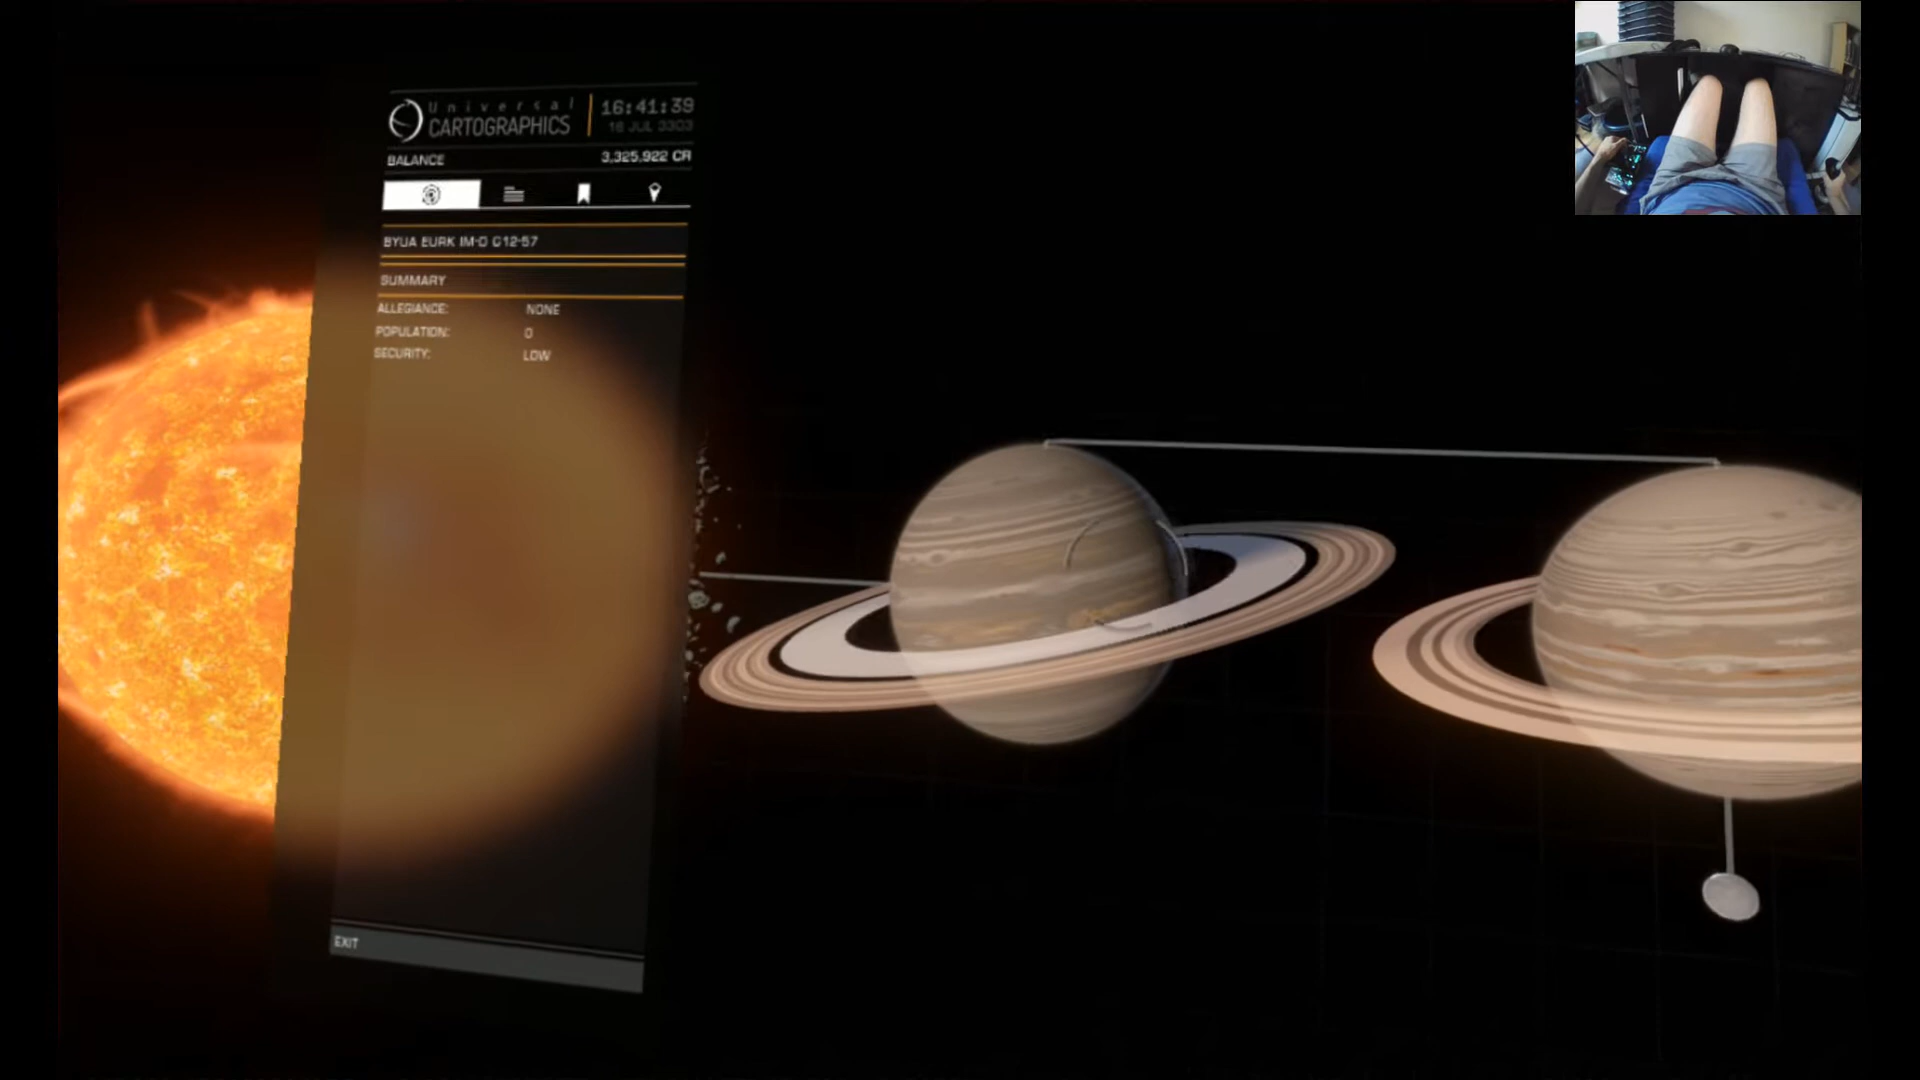 Universal
CARTOGRAPHICS
16:41:39
16 JUL 3303
BALANCE
3,325,922 CR
BYUA EURK IM-D C12-57
SUMMARY
ALLEGIANCE: NONE
POPULATION: 0
SECURITY: LOW
EXIT